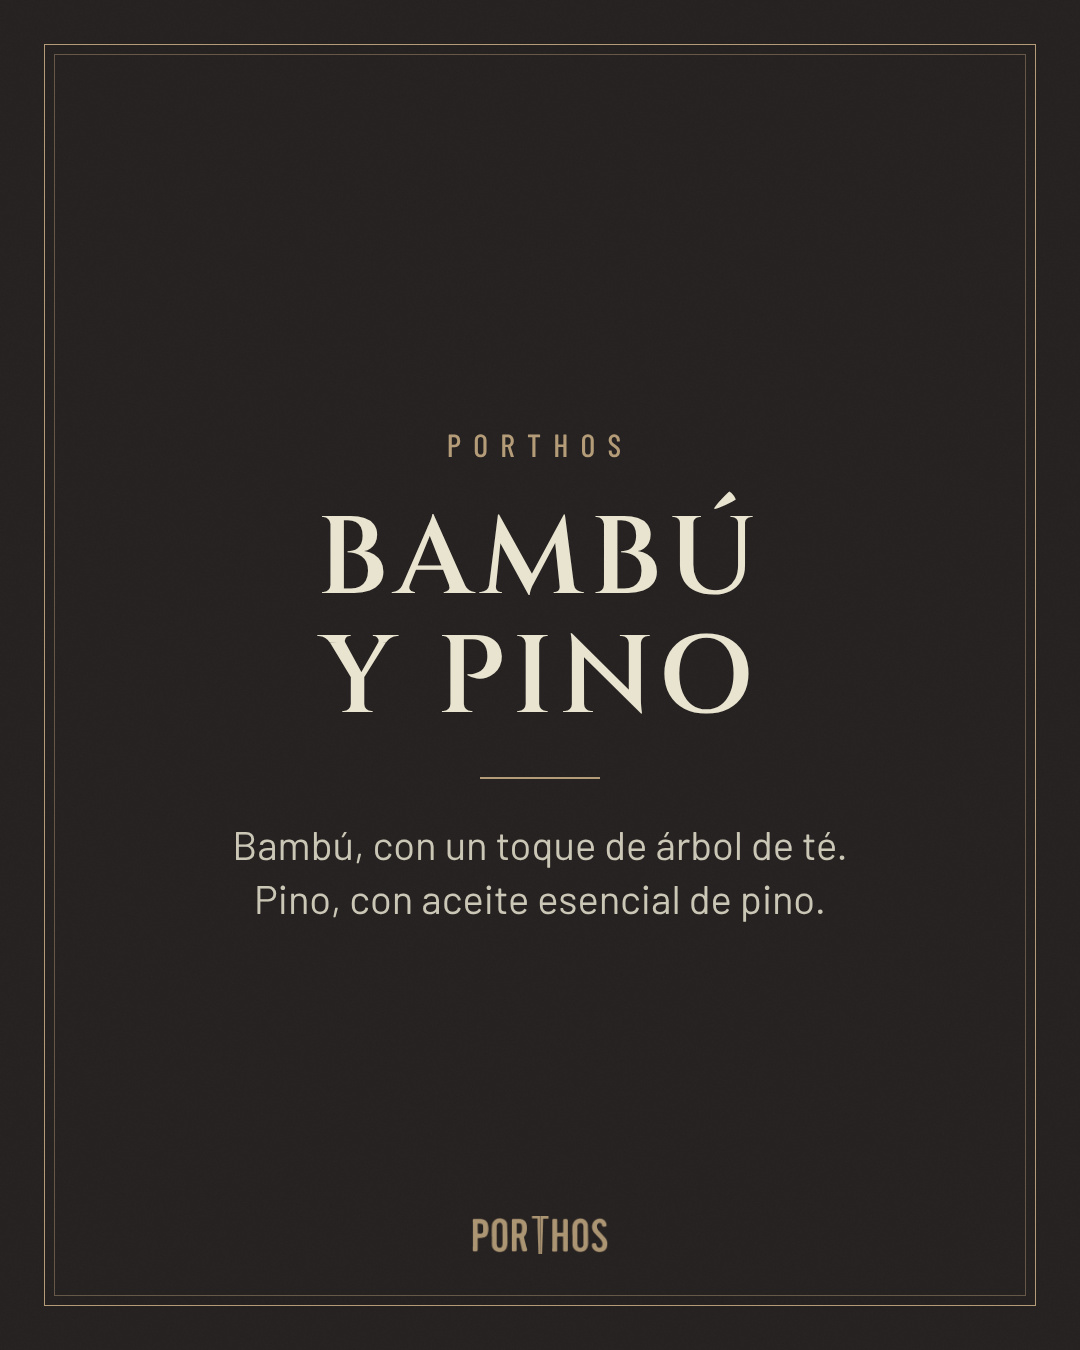 PORTHOS
BAMBÚ
Y PINO
Bambú, con un toque de árbol de té.
Pino, con aceite esencial de pino.
PORTHOS